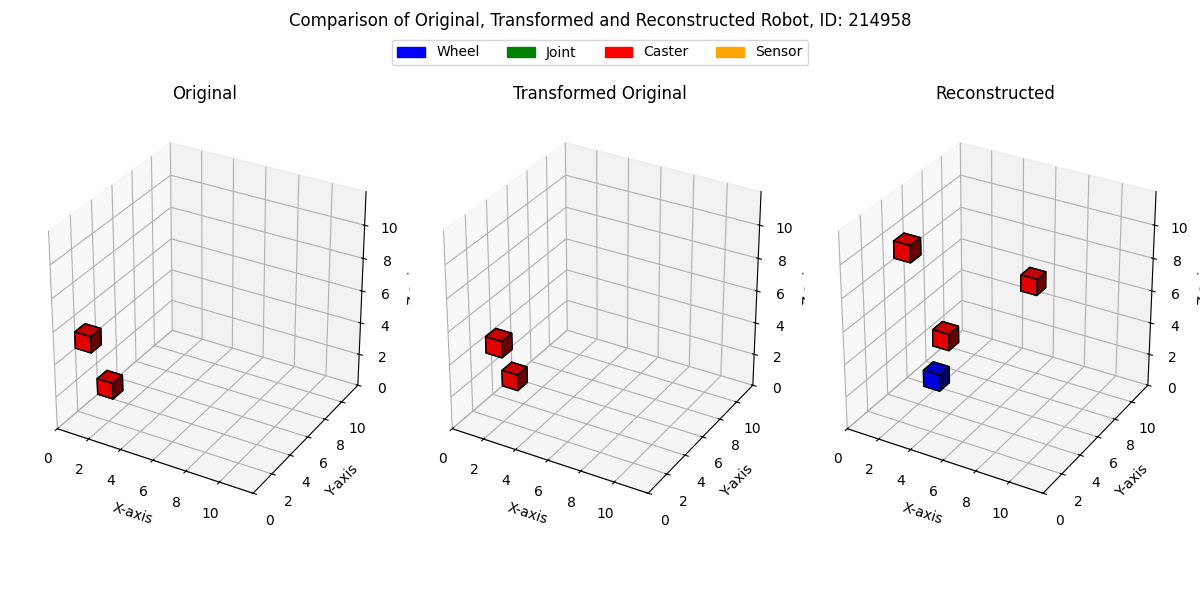 Comparison of Original, Transformed and Reconstructed Robot, ID: 214958
Wheel Joint Caster Sensor
Original Transformed Original Reconstructed
0 2 4 6 8 10
X-axis
0 2 4 6 8 10
Y-axis
0 2 4 6 8 10
0 2 4 6 8 10
X-axis
0 2 4 6 8 10
Y-axis
0 2 4 6 8 10
0 2 4 6 8 10
X-axis
0 2 4 6 8 10
Y-axis
0 2 4 6 8 10